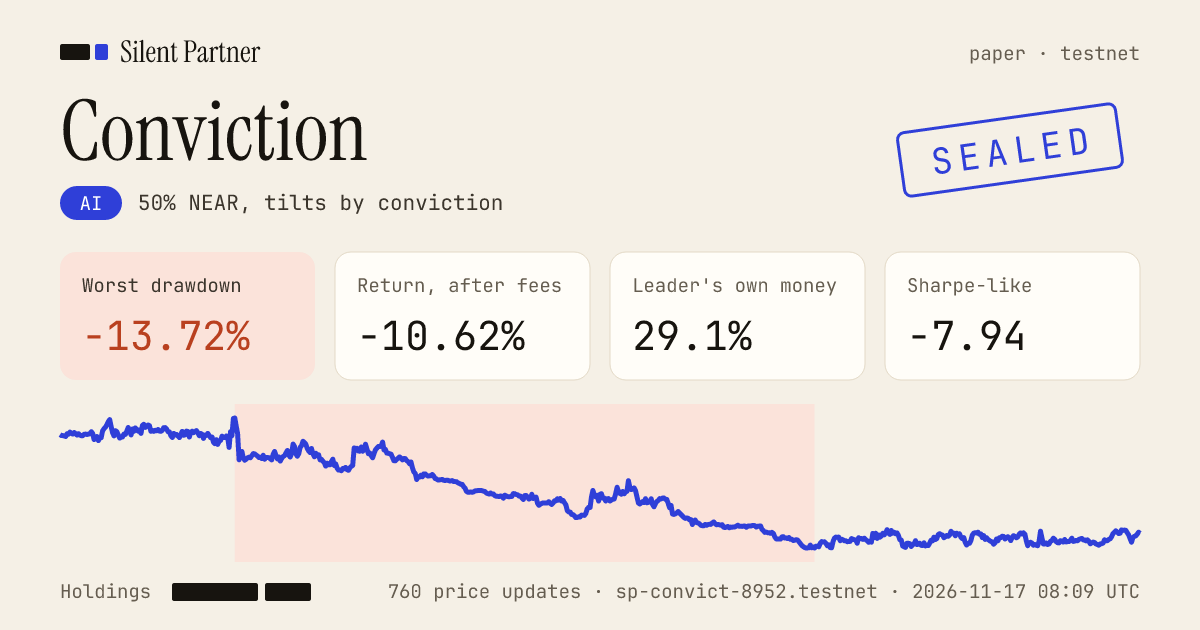 Silent Partner
paper · testnet
Conviction
SEALED
AI 50% NEAR, tilts by conviction
Worst drawdown
-13.72%
Return, after fees
-10.62%
Leader's own money
29.1%
Sharpe-like
-7.94
Holdings
760 price updates · sp-convict-8952.testnet · 2026-11-17 08:09 UTC